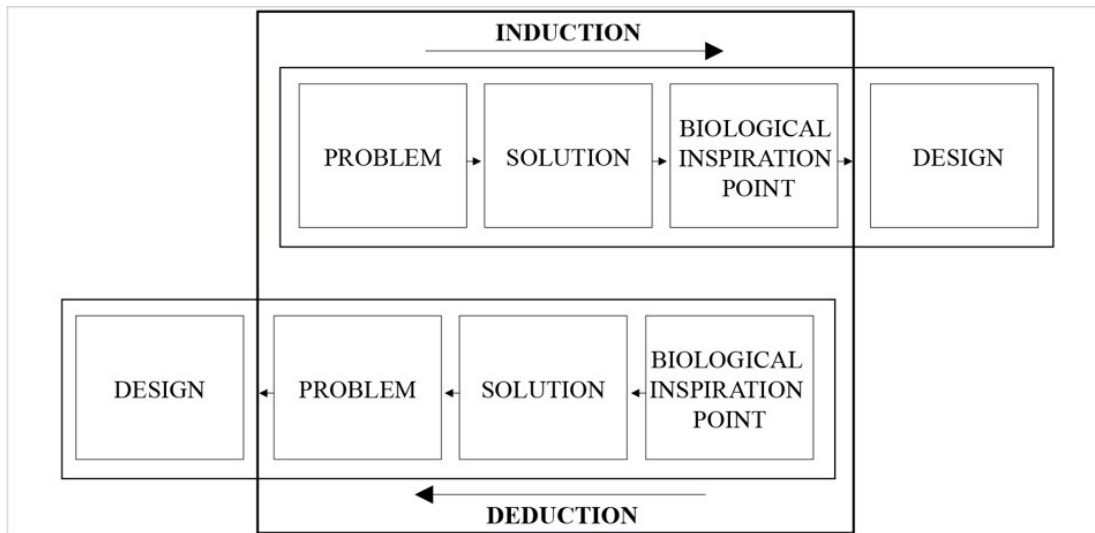 INDUCTION
PROBLEM
SOLUTION
BIOLOGICAL
INSPIRATION
POINT
DESIGN
DESIGN
PROBLEM
SOLUTION
BIOLOGICAL
INSPIRATION
POINT
DEDUCTION